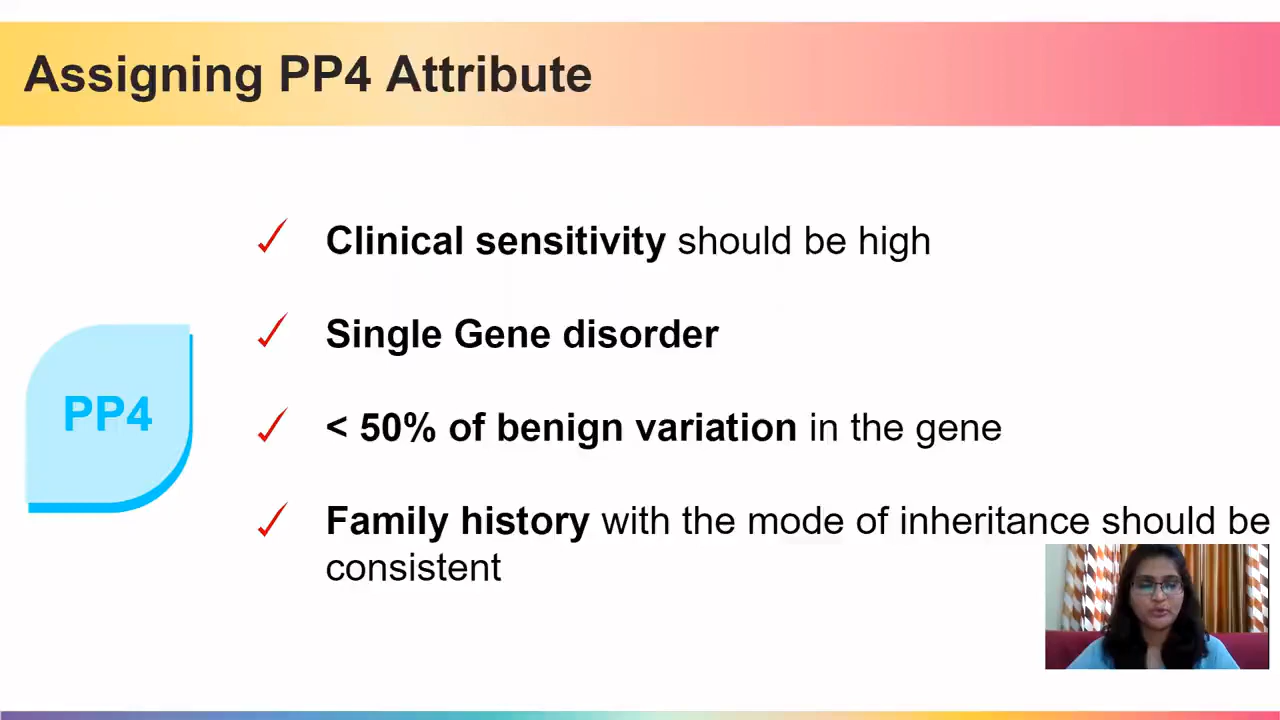 Assigning PP4 Attribute
Clinical sensitivity should be high
Single Gene disorder
PP4
< 50% of benign variation in the gene
Family history with the mode of inheritance should be
consistent